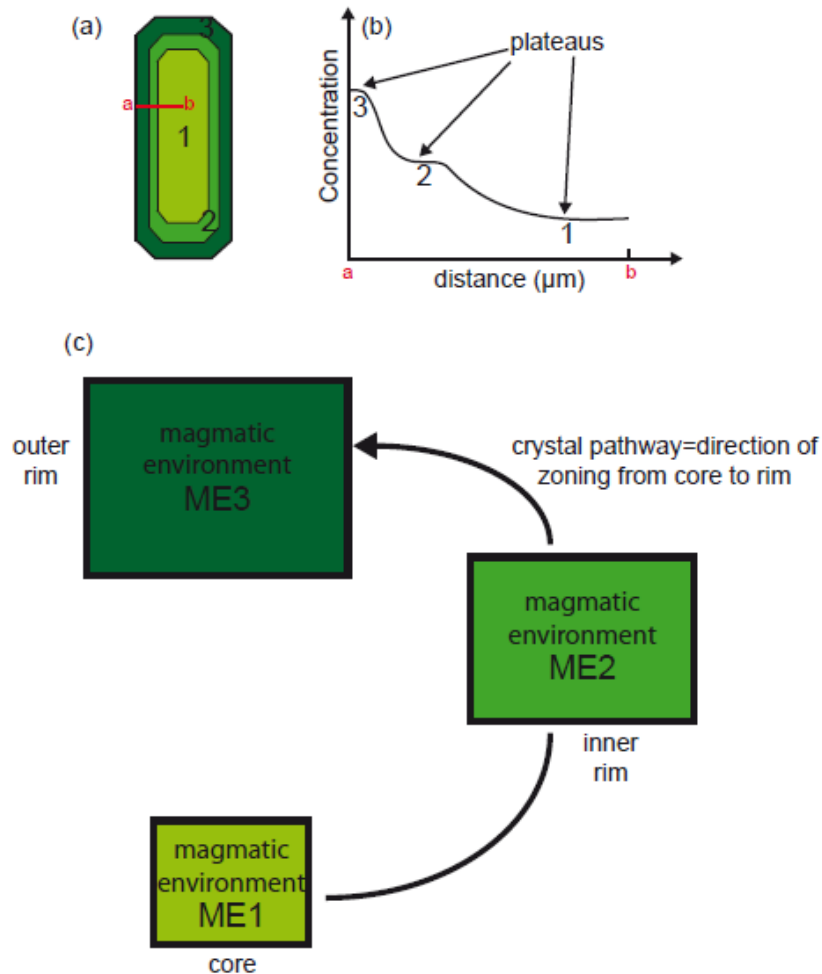 (a)
3
a
b
1
2
(b)
plateaus
Concentration
3
2
1
a
distance (µm)
b
(c)
outer
rim
magmatic
environment
ME3
crystal pathway=direction of
zoning from core to rim
magmatic
environment
ME2
inner
rim
magmatic
environment
ME1
core